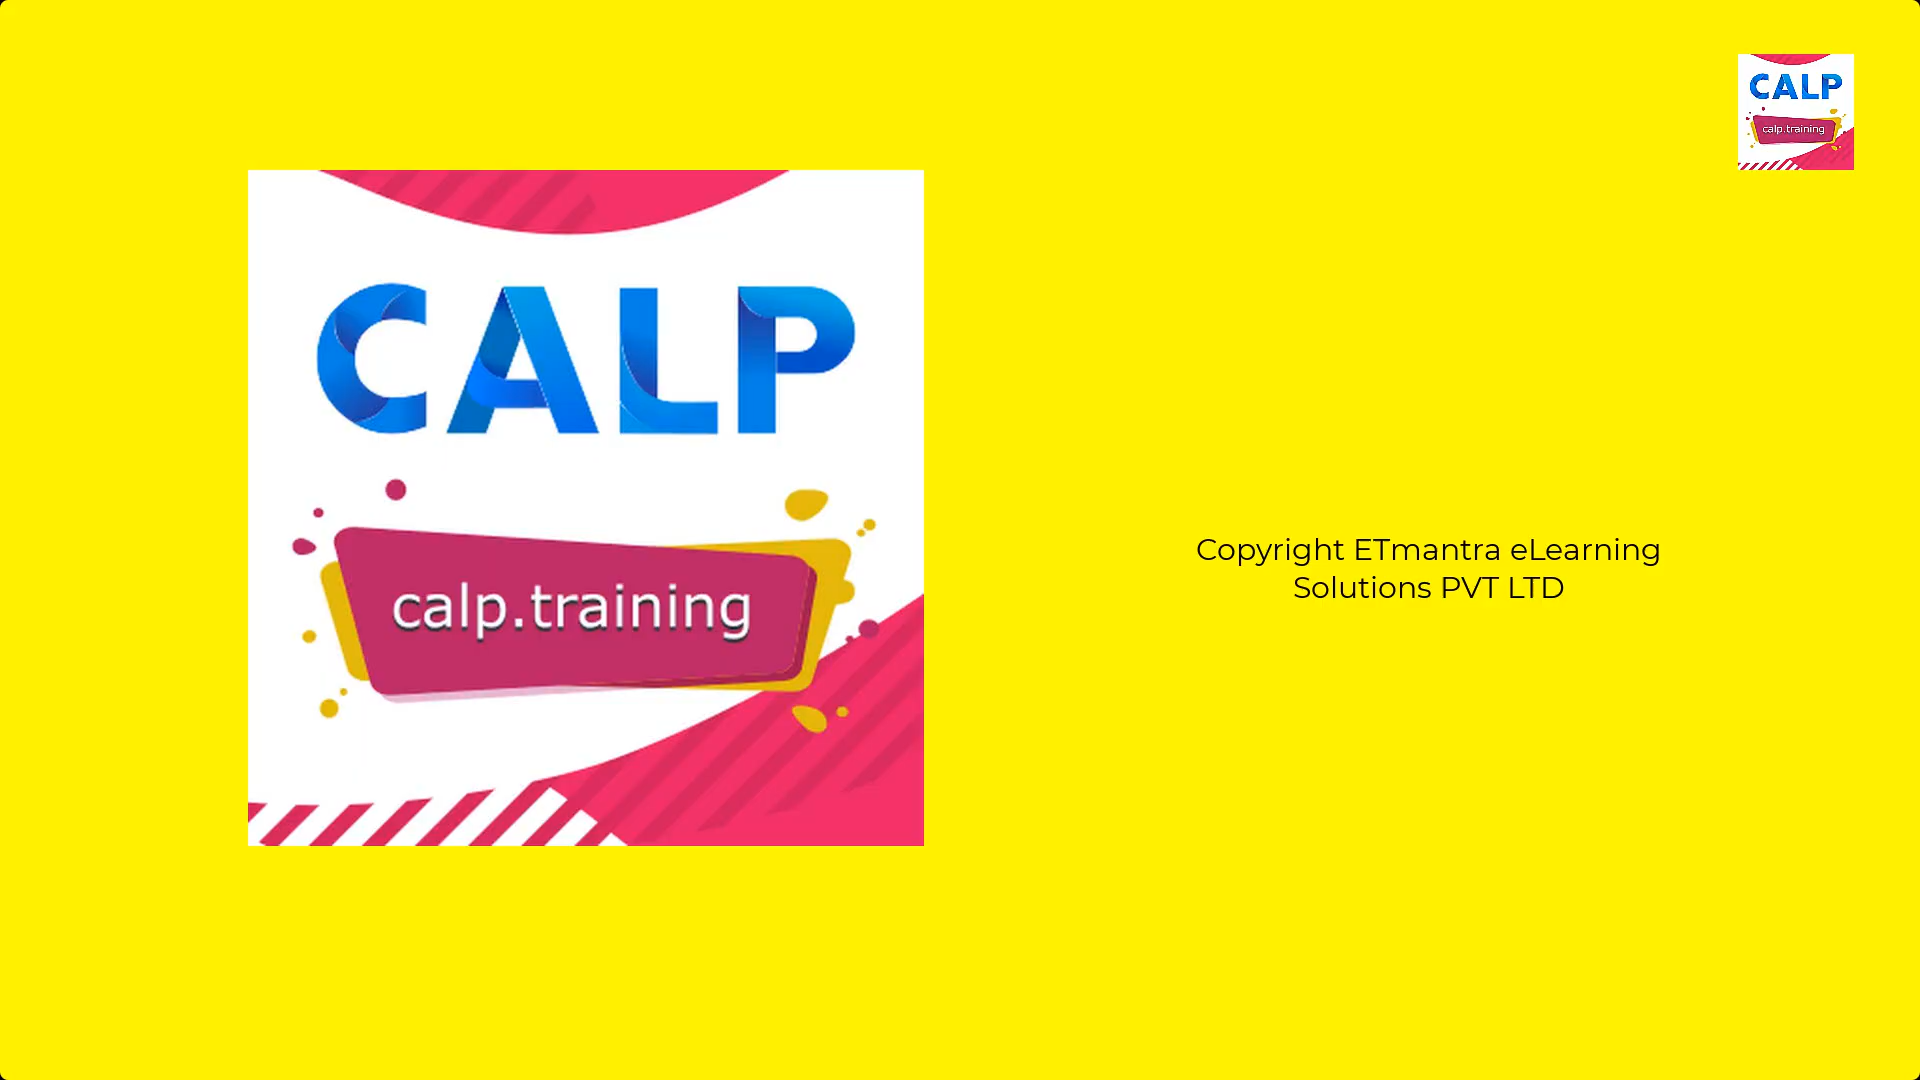 CALP
calp.training
CALP
calp.training
Copyright ETmantra eLearning
Solutions PVT LTD